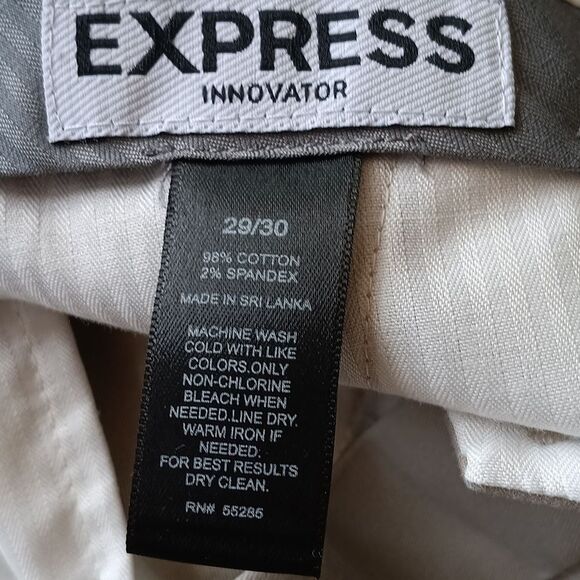 EXPRESS
INNOVATOR
29/30
98% COTTON
2% SPANDEX
MADE IN SRI LANKA
MACHINE WASH
COLD WITH LIKE
COLORS.ONLY
NON-CHLORINE
BLEACH WHEN
NEEDED.LINE DRY.
WARM IRON IF
NEEDED.
FOR BEST RESULTS
DRY CLEAN.
RN# 55285